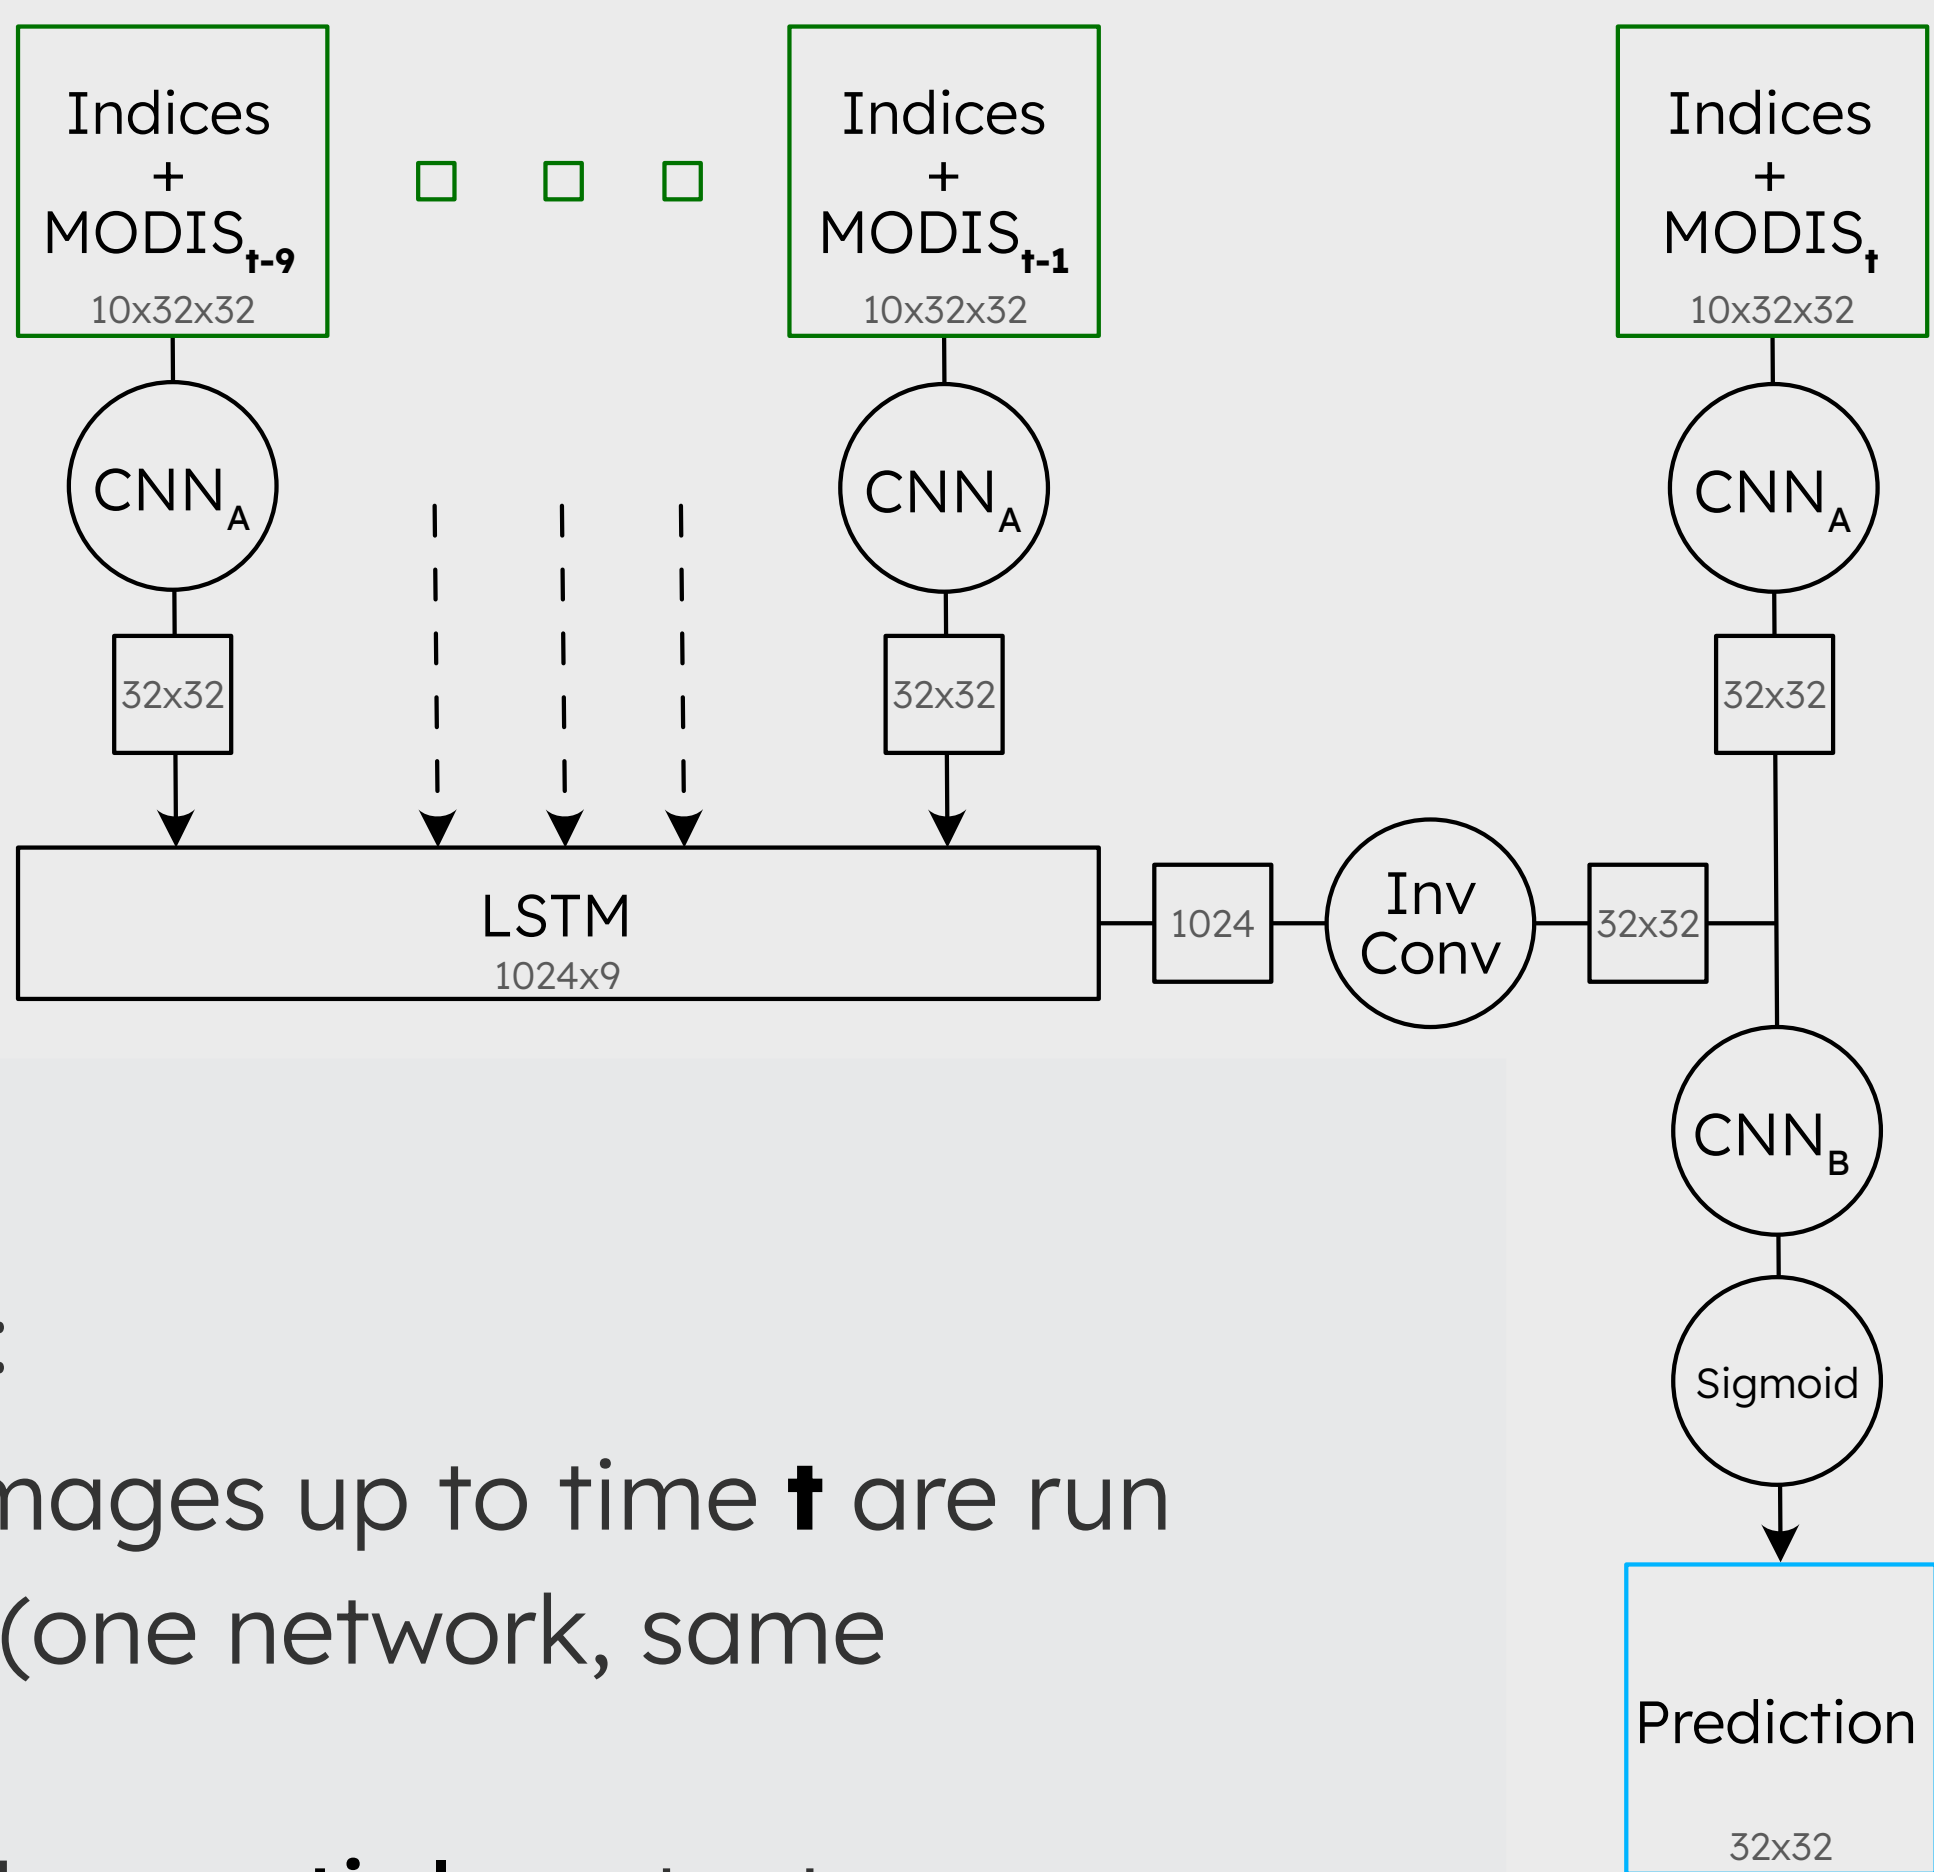 Indices
+
MODISt-9
10x32x32
Indices
+
MODISt-1
10x32x32
Indices
+
MODISt
10x32x32
CNNA
CNNA
CNNA
32x32
32x32
32x32
LSTM
1024x9
1024
Inv
Conv
32x32
CNNB
Sigmoid
Prediction
32x32
:
up to time t are run
(one network, same